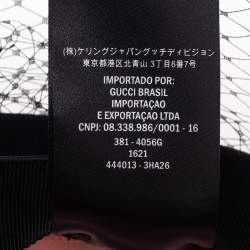 (株)ケリングジャパングッチディビジョン
東京都港区北青山 3丁目6番7号
IMPORTADO POR:
GUCCI BRASIL
IMPORTAÇAO
E EXPORTAÇAO LTDA
CNPJ: 08.338.986/0001 - 16
381 - 4056G
1621
444013 - 3HA26